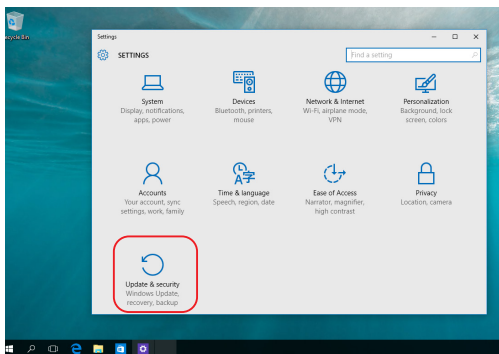 Recycle Bin
Settings
SETTINGS
Find a setting
System
Display, notifications,
apps, power
Devices
Bluetooth, printers,
mouse
Network & Internet
Wi-Fi, airplane mode,
VPN
Personalization
Background, lock
screen, colors
Accounts
Your account, sync
settings, work, family
Time & language
Speech, region, date
Ease of Access
Narrator, magnifier,
high contrast
Privacy
Location, camera
Update & security
Windows Update,
recovery, backup